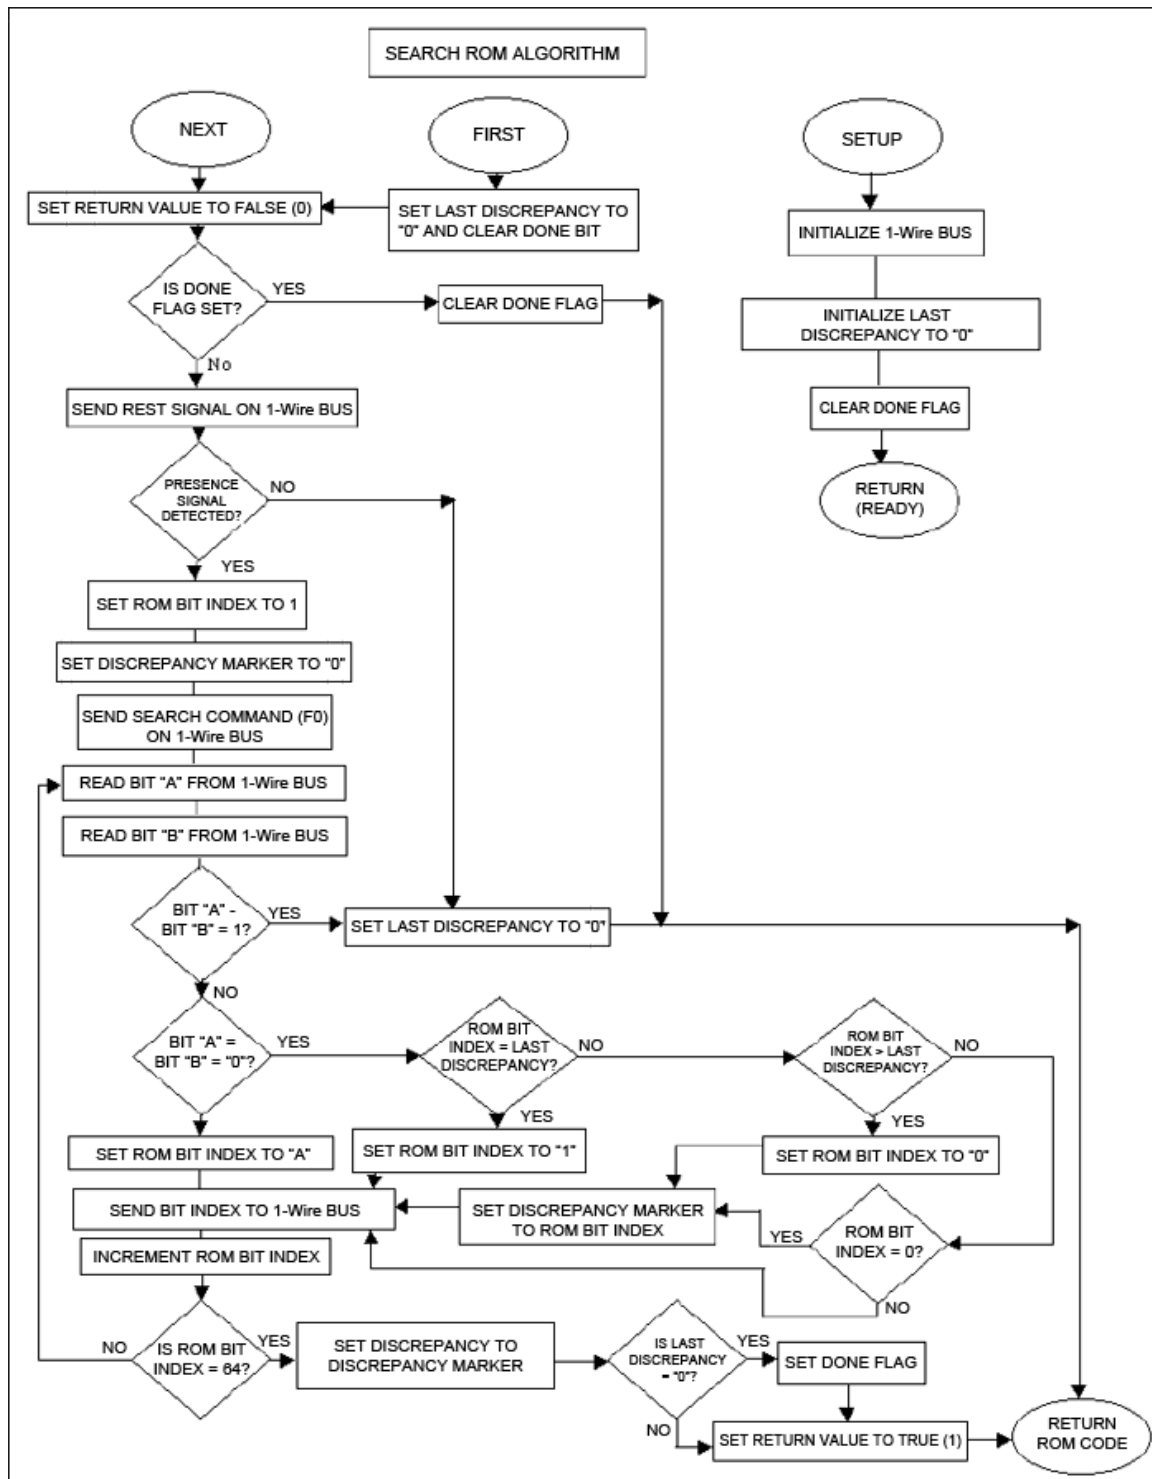 SEARCH ROM ALGORITHM
NEXT
FIRST
SETUP
SET RETURN VALUE TO FALSE (0)
SET LAST DISCREPANCY TO
"0" AND CLEAR DONE BIT
INITIALIZE 1-Wire BUS
IS DONE
FLAG SET?
YES
CLEAR DONE FLAG
INITIALIZE LAST
DISCREPANCY TO "0"
No
SEND REST SIGNAL ON 1-Wire BUS
CLEAR DONE FLAG
PRESENCE
SIGNAL
DETECTED?
NO
RETURN
(READY)
YES
SET ROM BIT INDEX TO 1
SET DISCREPANCY MARKER TO "0"
SEND SEARCH COMMAND (F0)
ON 1-Wire BUS
READ BIT "A" FROM 1-Wire BUS
READ BIT "B" FROM 1-Wire BUS
BIT "A" -
BIT "B" = 1?
YES
SET LAST DISCREPANCY TO "0"
NO
BIT "A" =
BIT "B" = "0"?
YES
ROM BIT
INDEX = LAST
DISCREPANCY?
NO
ROM BIT
INDEX > LAST
DISCREPANCY?
NO
YES
YES
SET ROM BIT INDEX TO "A"
SET ROM BIT INDEX TO "1"
SET ROM BIT INDEX TO "0"
SEND BIT INDEX TO 1-Wire BUS
SET DISCREPANCY MARKER
TO ROM BIT INDEX
YES
ROM BIT
INDEX = 0?
INCREMENT ROM BIT INDEX
NO
NO
IS ROM BIT
INDEX = 64?
YES
SET DISCREPANCY TO
DISCREPANCY MARKER
IS LAST
DISCREPANCY
= "0"?
YES
SET DONE FLAG
NO
SET RETURN VALUE TO TRUE (1)
RETURN
ROM CODE